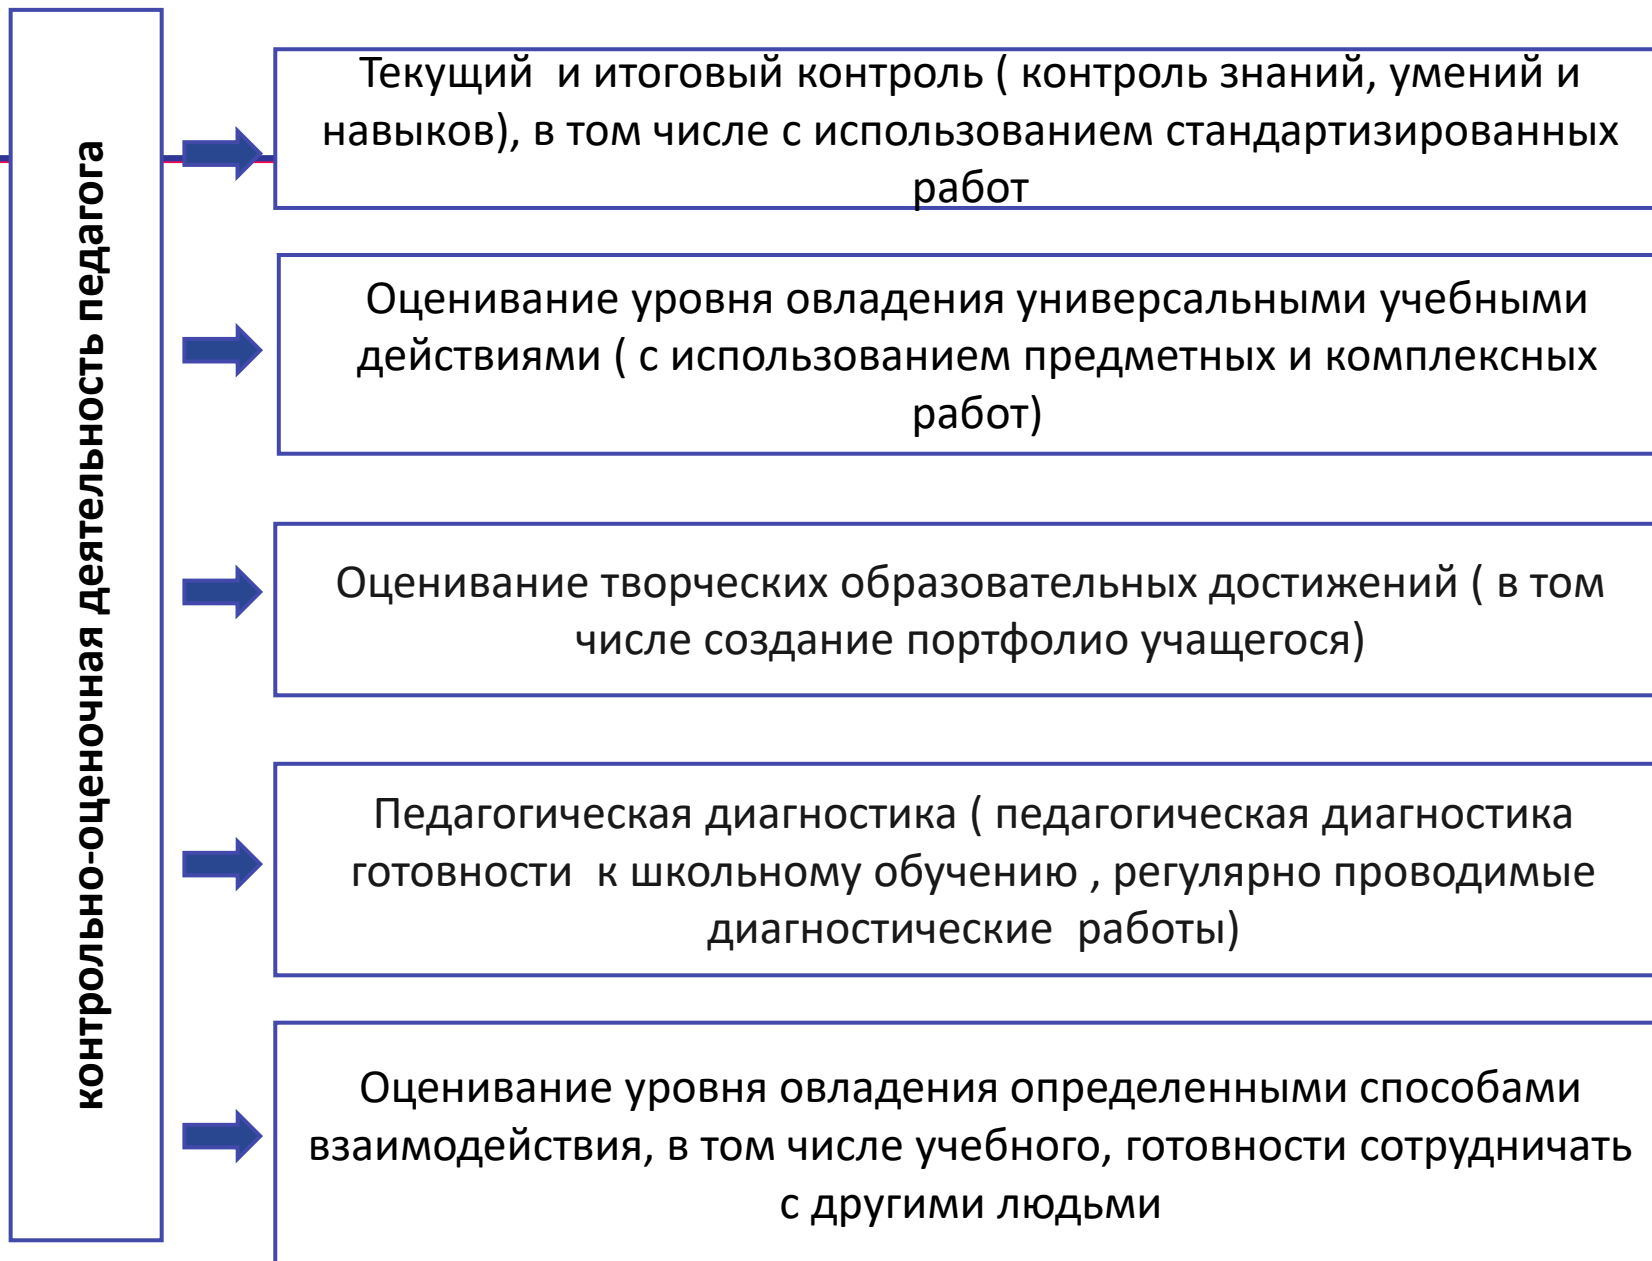 контрольно-оценочная деятельность педагога
Текущий и итоговый контроль ( контроль знаний, умений и
навыков), в том числе с использованием стандартизированных
работ
Оценивание уровня овладения универсальными учебными
действиями ( с использованием предметных и комплексных
работ)
Оценивание творческих образовательных достижений ( в том
числе создание портфолио учащегося)
Педагогическая диагностика ( педагогическая диагностика
готовности к школьному обучению , регулярно проводимые
диагностические работы)
Оценивание уровня овладения определенными способами
взаимодействия, в том числе учебного, готовности сотрудничать
с другими людьми